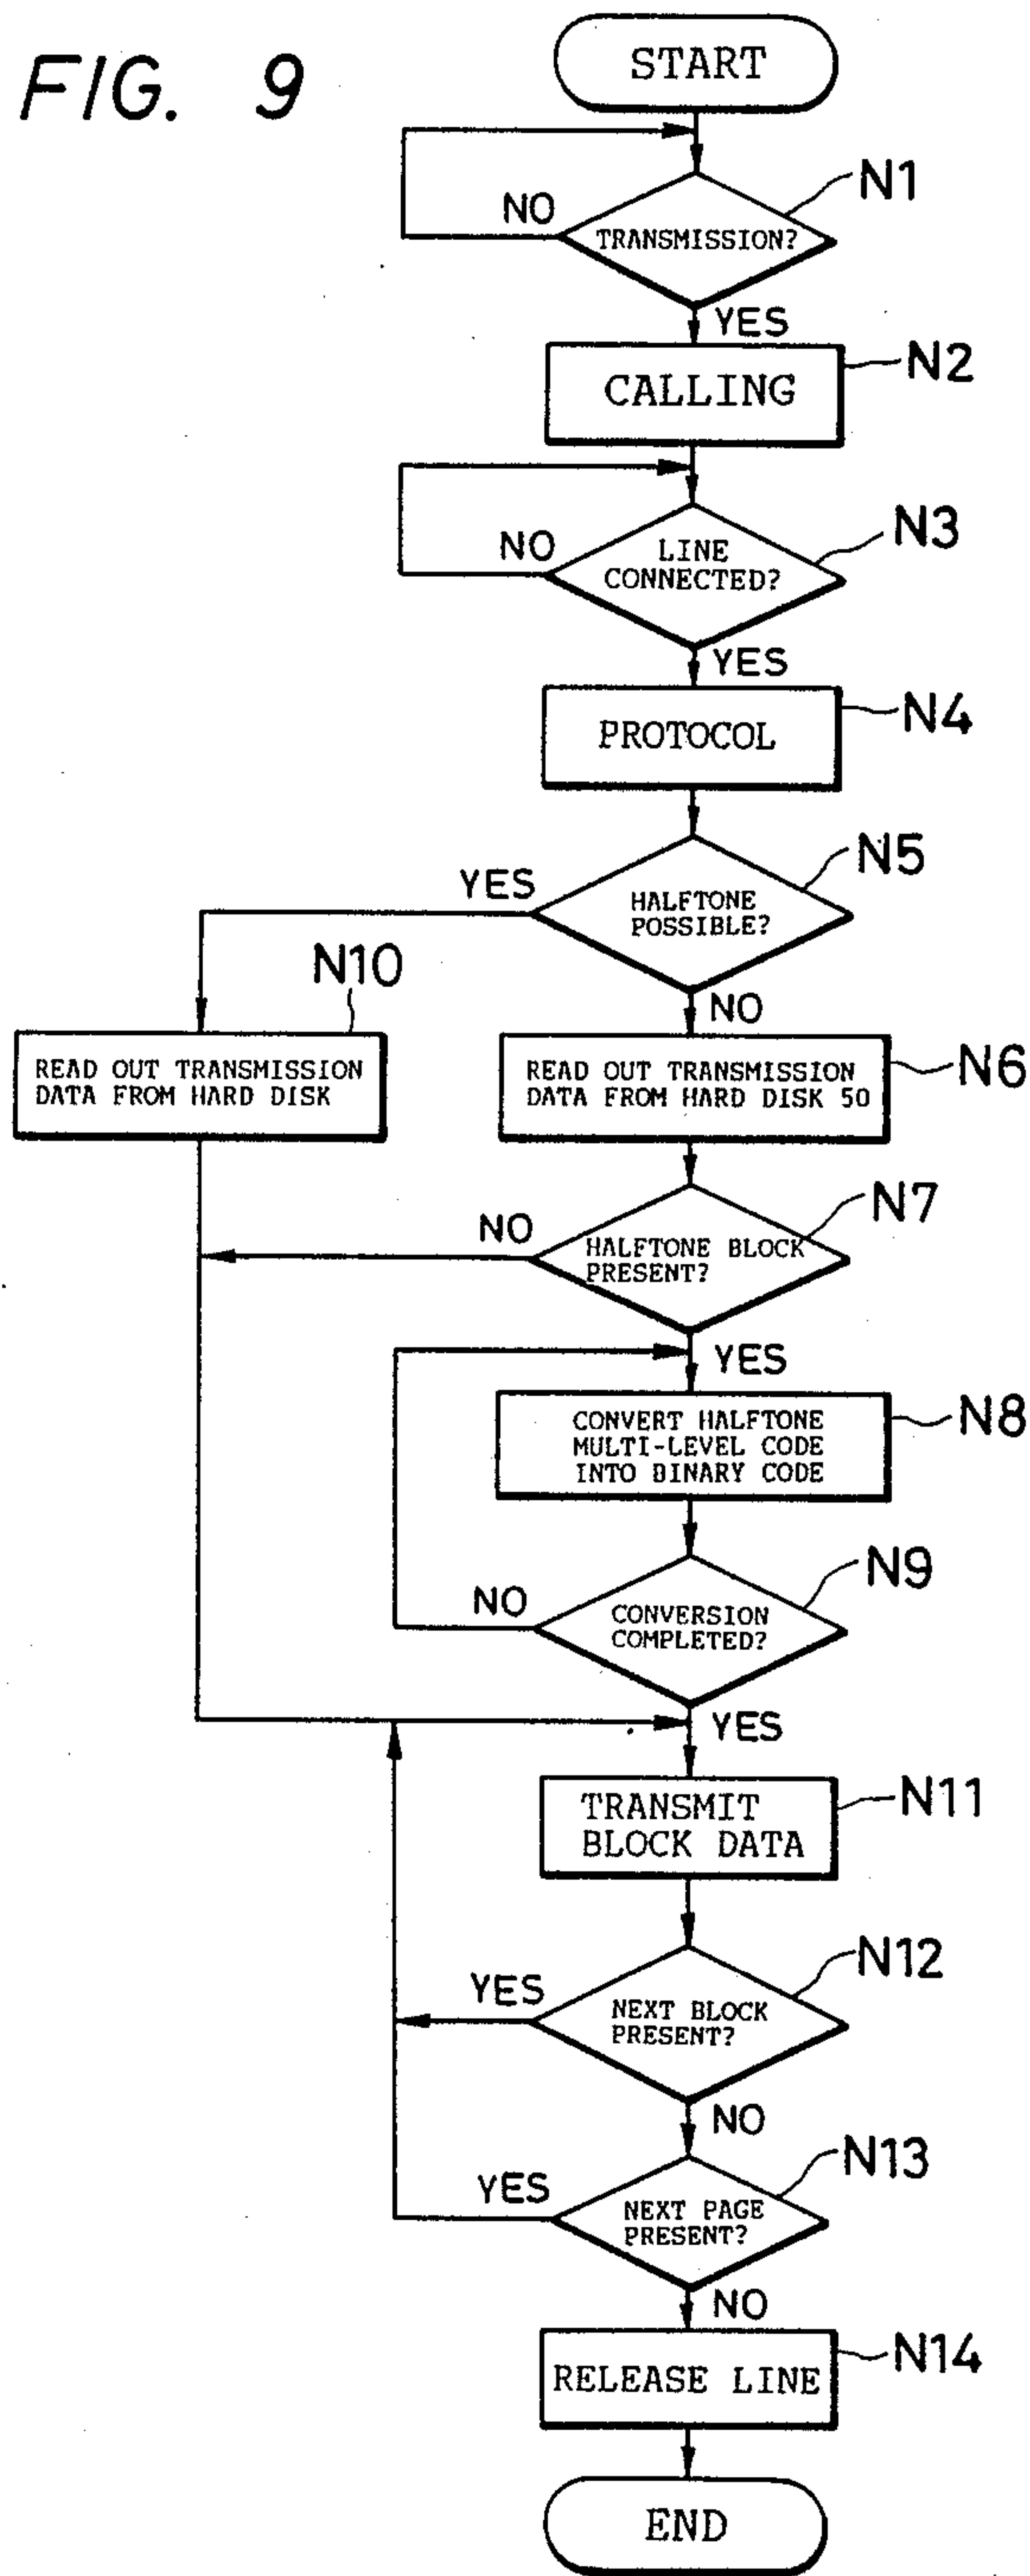 FIG. 9
START
N1
NO
TRANSMISSION?
YES
N2
CALLING
N3
NO
LINE
CONNECTED?
YES
N4
PROTOCOL
N5
YES
HALFTONE
POSSIBLE?
N10
NO
READ OUT TRANSMISSION
DATA FROM HARD DISK
N6
READ OUT TRANSMISSION
DATA FROM HARD DISK 50
N7
NO
HALFTONE BLOCK
PRESENT?
YES
N8
CONVERT HALFTONE
MULTI-LEVEL CODE
INTO BINARY CODE
N9
NO
CONVERSION
COMPLETED?
YES
N11
TRANSMIT
BLOCK DATA
N12
YES
NEXT BLOCK
PRESENT?
NO
N13
YES
NEXT PAGE
PRESENT?
NO
N14
RELEASE LINE
END